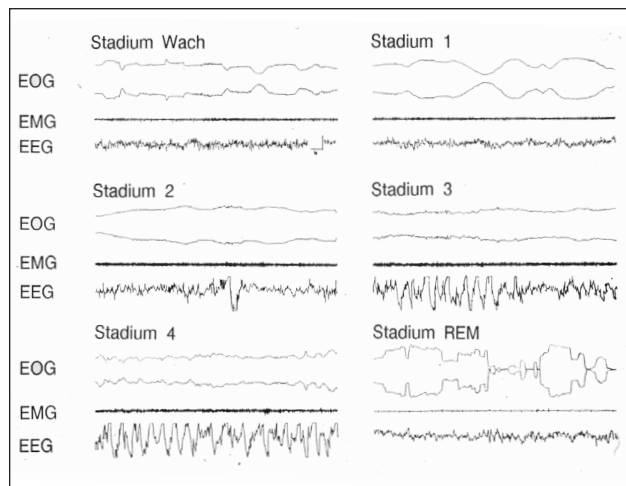 Stadium Wach
Stadium 1
EOG
EMG
EEG
Stadium 2
Stadium 3
EOG
EMG
EEG
Stadium 4
Stadium REM
EOG
EMG
EEG